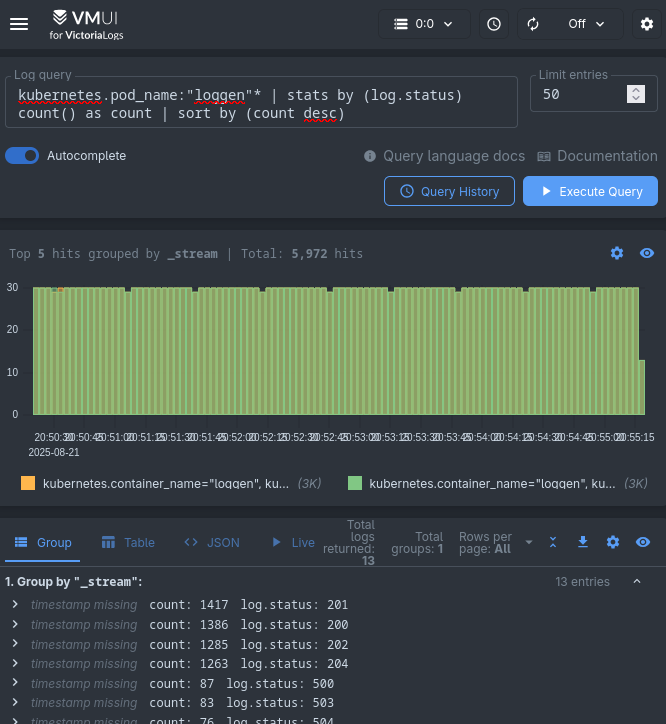 VMUI
for VictoriaLogs
0:0
Off
Log query
kubernetes.pod_name:"loggen"* | stats by (log.status)
count() as count | sort by (count desc)
Limit entries
50
Autocomplete
Query language docs
Documentation
Query History
Execute Query
Top 5 hits grouped by _stream | Total: 5,972 hits
30
20
10
0
20:50:30 20:50:45 20:51:00 20:51:15 20:51:30 20:51:45 20:52:00 20:52:15 20:52:30 20:52:45 20:53:00 20:53:15 20:53:30 20:53:45 20:54:00 20:54:15 20:54:30 20:54:45 20:55:00 20:55:15
2025-08-21
kubernetes.container_name="loggen", ku... (3K)
kubernetes.container_name="loggen", ku... (3K)
Group
Table
JSON
Live
Total
logs
returned:
13
Total
groups: 1
Rows per
page: All
1. Group by "_stream":
13 entries
timestamp missing count: 1417 log.status: 201
timestamp missing count: 1386 log.status: 200
timestamp missing count: 1285 log.status: 202
timestamp missing count: 1263 log.status: 204
timestamp missing count: 87 log.status: 500
timestamp missing count: 83 log.status: 503
timestamp missing count: 76 log.status: 504